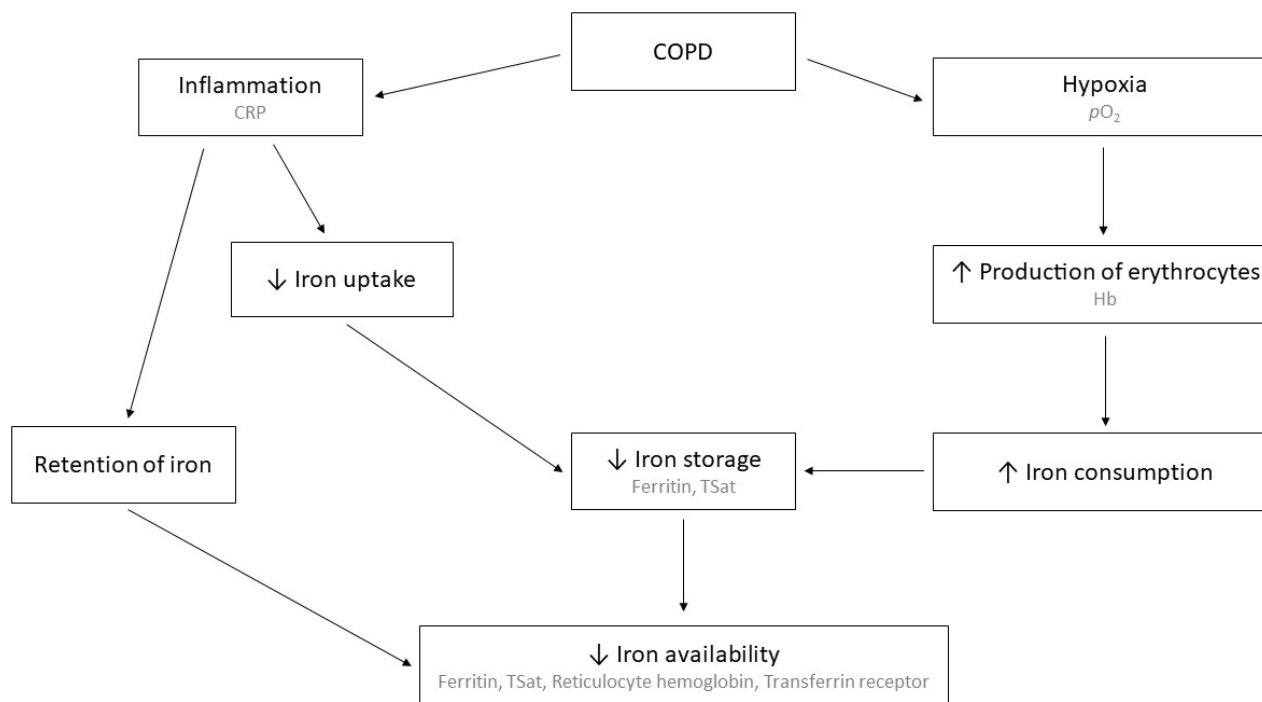 COPD
Inflammation
CRP
Hypoxia
pO₂
↓ Iron uptake
↑ Production of erythrocytes
Hb
Retention of iron
↓ Iron storage
Ferritin, TSat
↑ Iron consumption
↓ Iron availability
Ferritin, TSat, Reticulocyte hemoglobin, Transferrin receptor